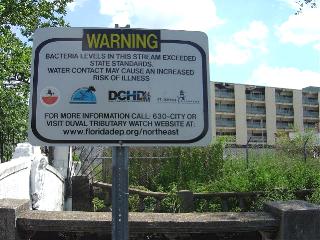 WARNING
BACTERIA LEVELS IN THIS STREAM EXCEEDED
STATE STANDARDS.
WATER CONTACT MAY CAUSE AN INCREASED
RISK OF ILLNESS
DCHD
FOR MORE INFORMATION CALL: 630-CITY OR
VISIT DUVAL TRIBUTARY WATCH WEBSITE AT:
www.floridadep.org/northeast